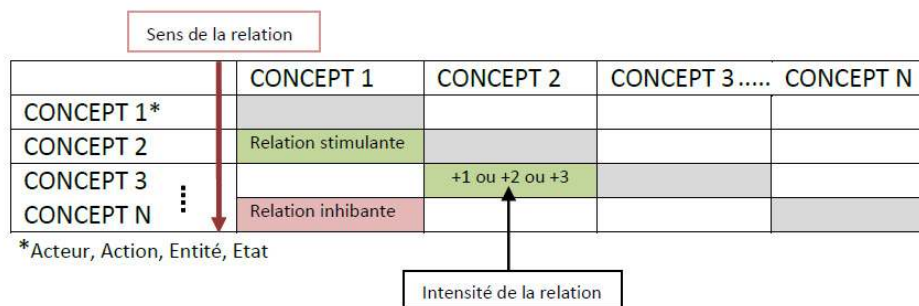 Sens de la relation
CONCEPT 1 CONCEPT 2 CONCEPT 3..... CONCEPT N
CONCEPT 1*
CONCEPT 2 Relation stimulante
CONCEPT 3 +1 ou +2 ou +3
CONCEPT N Relation inhibante
*Acteur, Action, Entité, Etat
Intensité de la relation